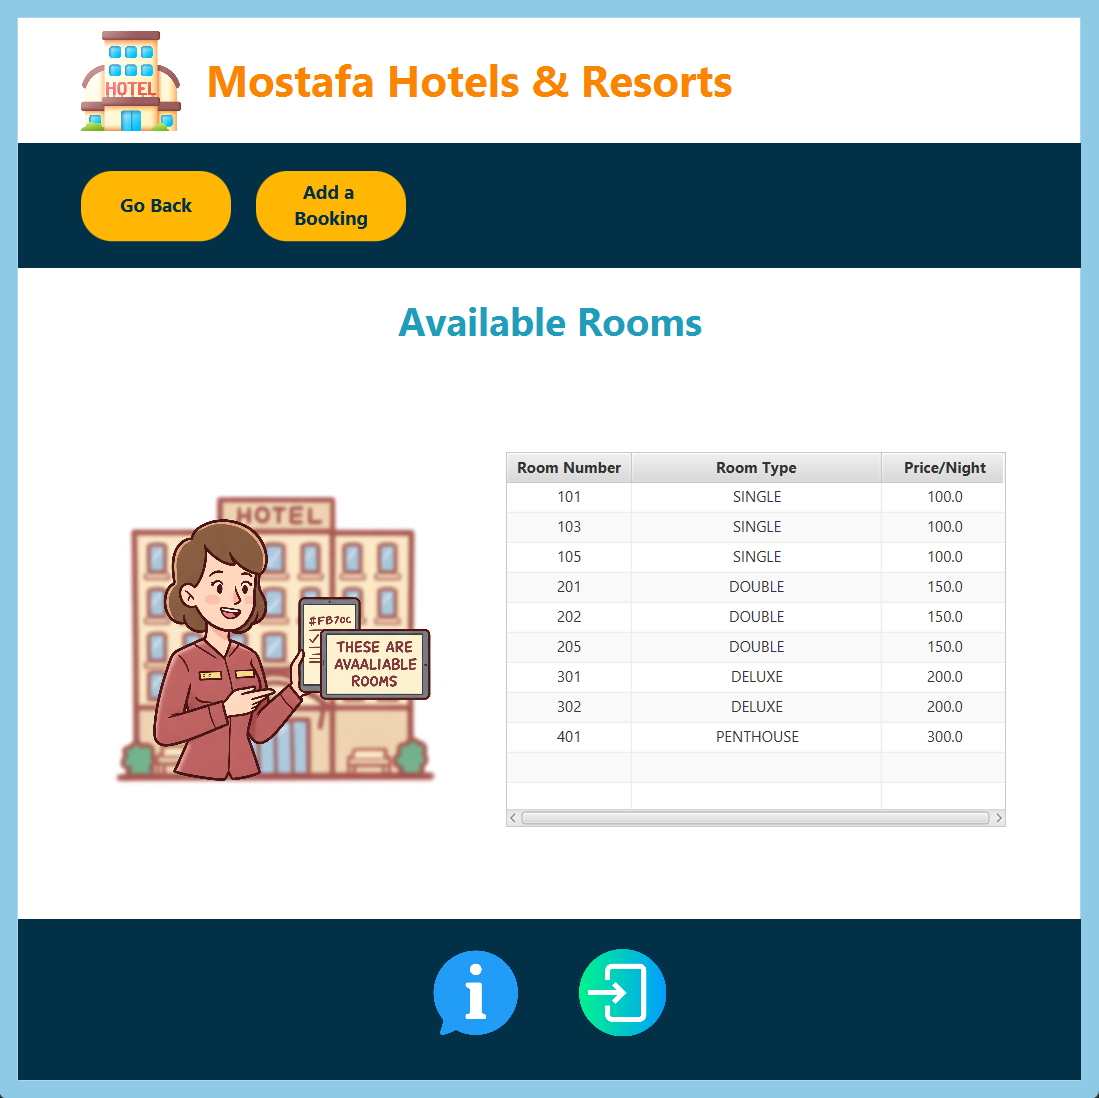 HOTEL
Mostafa Hotels & Resorts
Go Back
Add a
Booking
Available Rooms
Room Number Room Type Price/Night
101 SINGLE 100.0
103 SINGLE 100.0
105 SINGLE 100.0
201 DOUBLE 150.0
202 DOUBLE 150.0
205 DOUBLE 150.0
301 DELUXE 200.0
302 DELUXE 200.0
401 PENTHOUSE 300.0
HOTEL
#FB70C
THESE ARE
AVAALIABLE
ROOMS
i